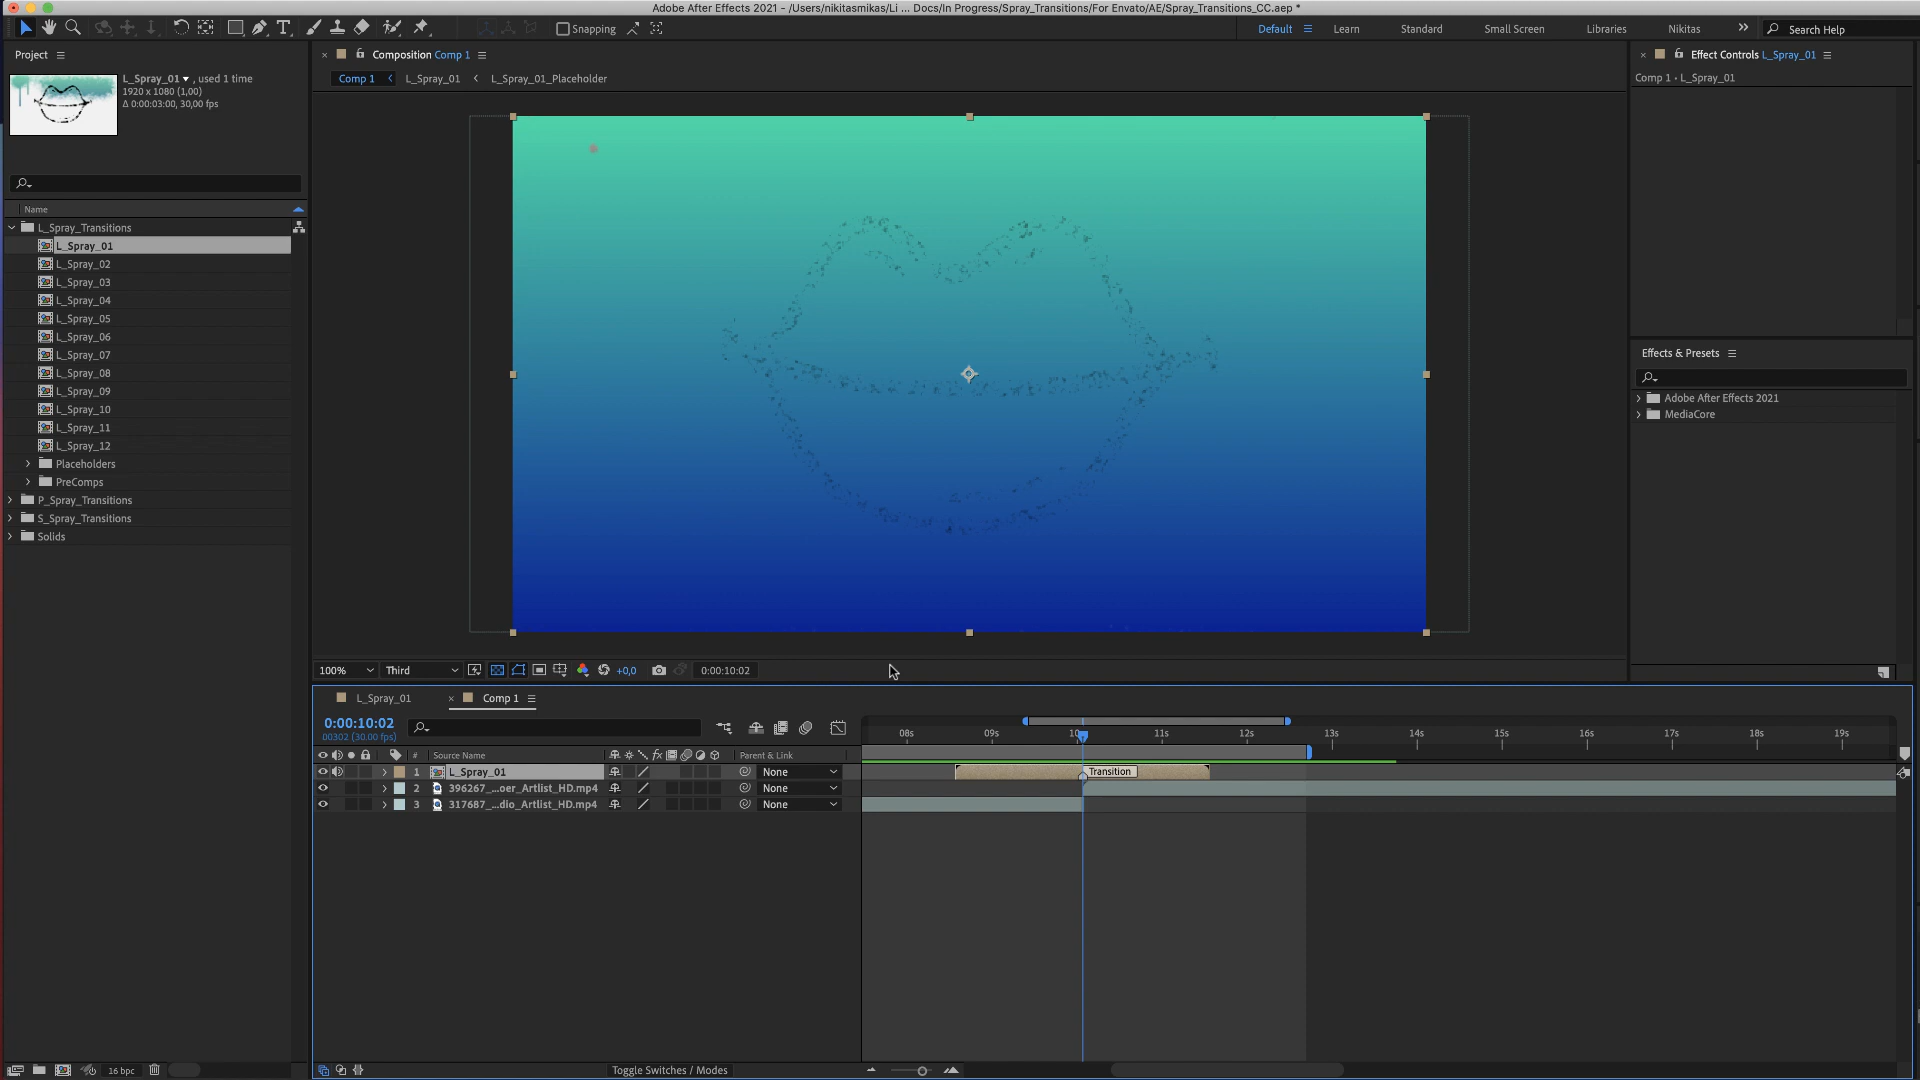 Adobe After Effects 2021 - /Users/nikitasmikas/Li ... Docs/In Progress/Spray_Transitions/For Envato/AE/Spray_Transitions_CC.aep *
Snapping
Default
Learn
Standard
Small Screen
Libraries
Nikitas
Search Help
Project
L_Spray_01 , used 1 time
1920 x 1080 (1,00)
Δ 0:00:03:00, 30,00 fps
Name
L_Spray_Transitions
L_Spray_01
L_Spray_02
L_Spray_03
L_Spray_04
L_Spray_05
L_Spray_06
L_Spray_07
L_Spray_08
L_Spray_09
L_Spray_10
L_Spray_11
L_Spray_12
Placeholders
PreComps
P_Spray_Transitions
S_Spray_Transitions
Solids
16 bpc
Composition Comp 1
Comp 1
L_Spray_01
L_Spray_01_Placeholder
100%
Third
+0,0
0:00:10:02
Effect Controls L_Spray_01
Comp 1 • L_Spray_01
Effects & Presets
Adobe After Effects 2021
MediaCore
L_Spray_01
Comp 1
0:00:10:02
00302 (30.00 fps)
08s 09s 10s 11s 12s 13s 14s 15s 16s 17s 18s 19s
# Source Name fx Parent & Link
1 L_Spray_01 None Transition
2 396267_...oer_Artlist_HD.mp4 None
3 317687_...dio_Artlist_HD.mp4 None
Toggle Switches / Modes